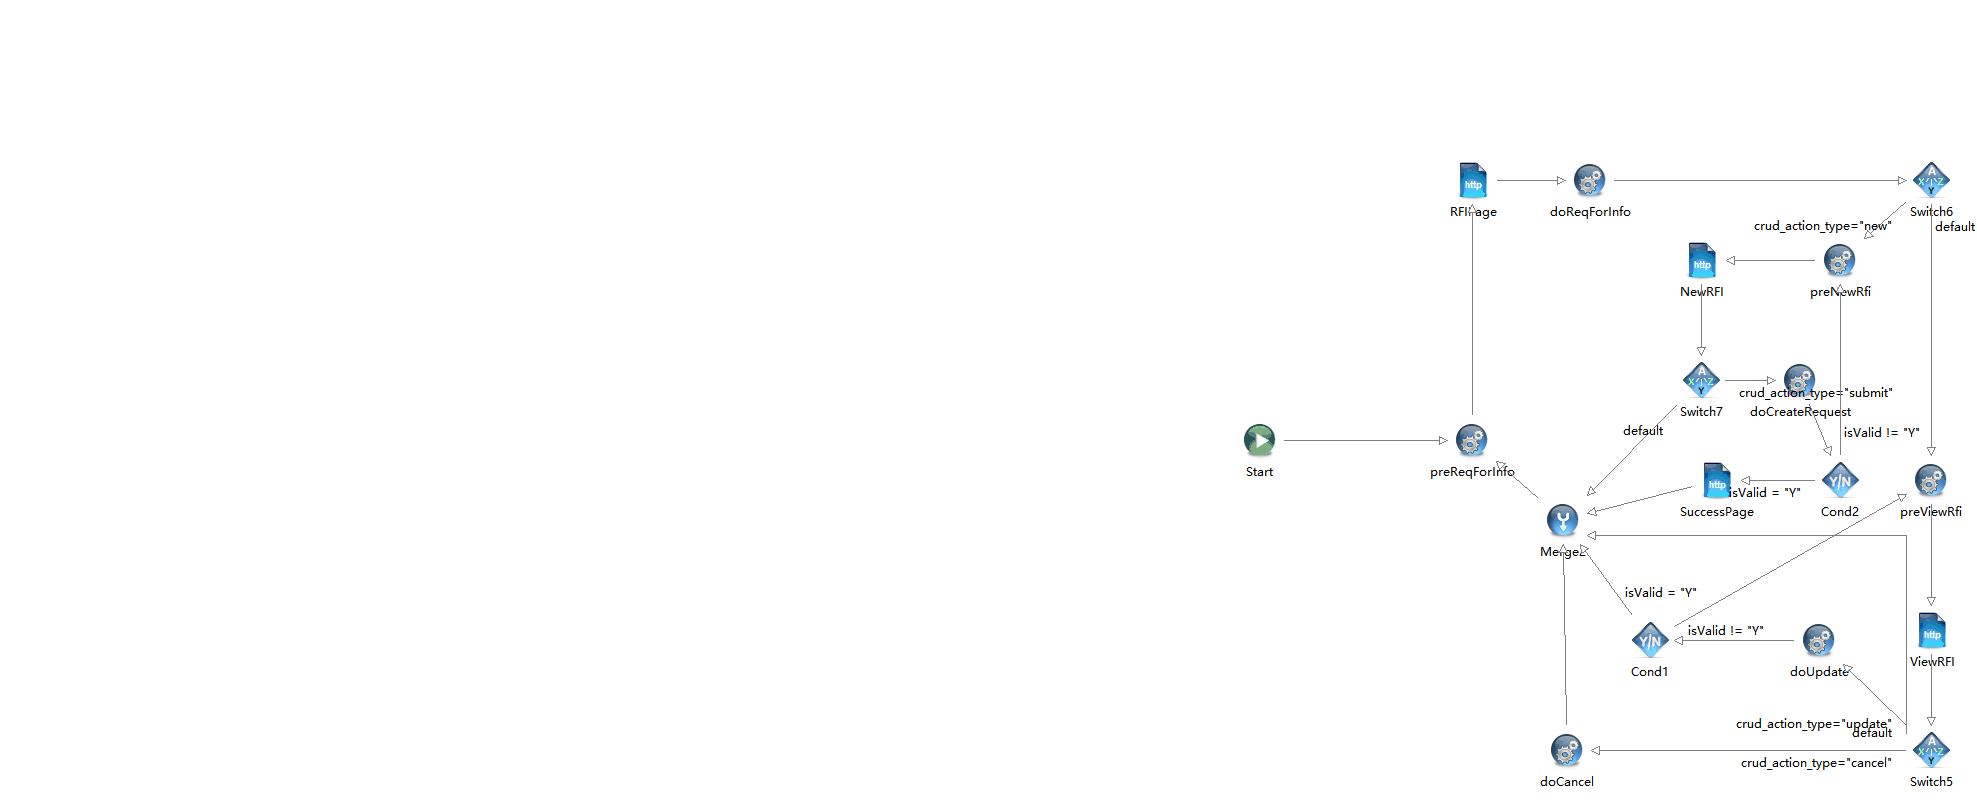 http
RFIPage
doReqForInfo
A
X Z
Y
Switch6
crud_action_type="new"
default
http
NewRFI
preNewRfi
A
X Z
Y
Switch7
crud_action_type="submit"
doCreateRequest
default
isValid != "Y"
Start
preReqForInfo
http
SuccessPage
isValid = "Y"
Y/N
Cond2
preViewRfi
Y
Merge2
isValid = "Y"
isValid != "Y"
Y/N
Cond1
doUpdate
http
ViewRFI
crud_action_type="update"
default
doCancel
crud_action_type="cancel"
A
X Z
Y
Switch5